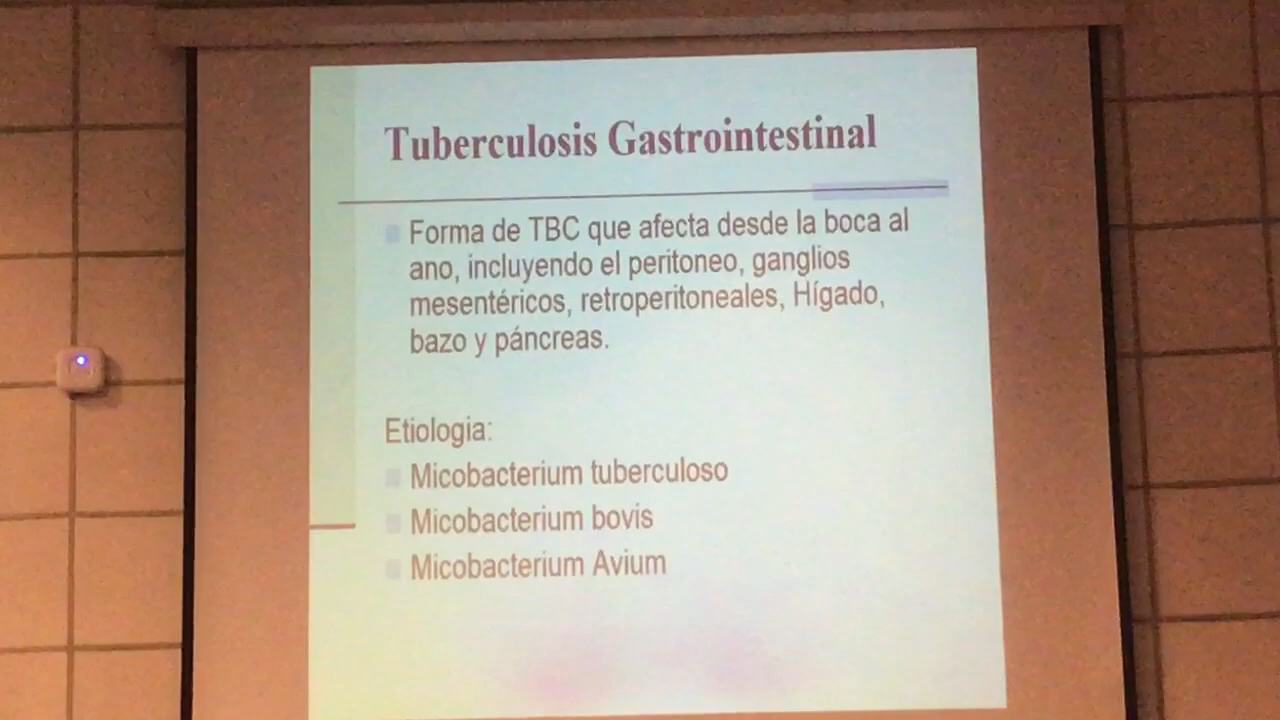 Tuberculosis Gastrointestinal
Forma de TBC que afecta desde la boca al
ano, incluyendo el peritoneo, ganglios
mesentéricos, retroperitoneales, Hígado,
bazo y páncreas.
Etiologia:
Micobacterium tuberculoso
Micobacterium bovis
Micobacterium Avium